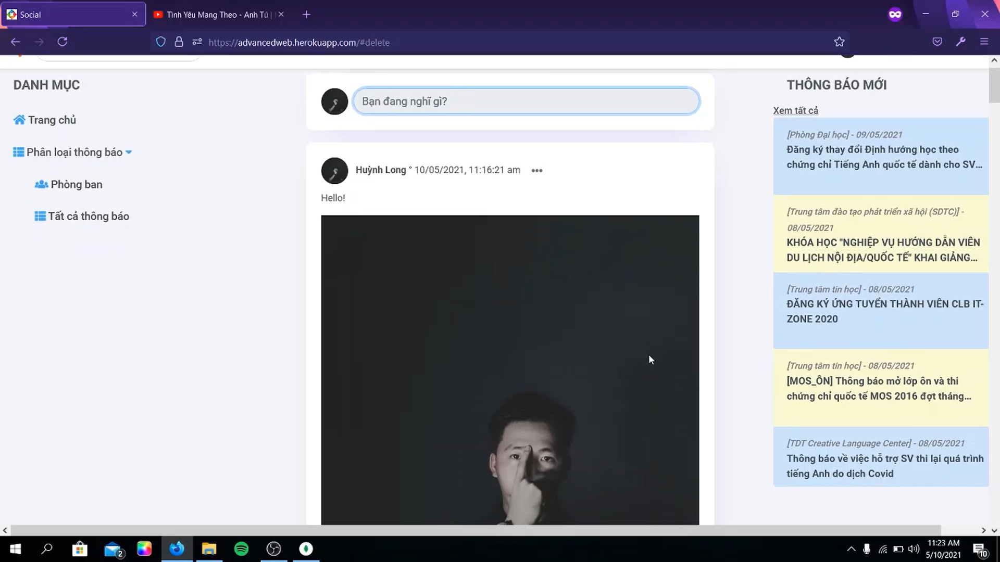 Social
Tình Yêu Mang Theo - Anh Tú |
https://advancedweb.herokuapp.com/#delete
DANH MỤC
Trang chủ
Phân loại thông báo
Phòng ban
Tất cả thông báo
Bạn đang nghĩ gì?
Huỳnh Long ° 10/05/2021, 11:16:21 am
Hello!
THÔNG BÁO MỚI
Xem tất cả
[Phòng Đại học] - 09/05/2021
Đăng ký thay đổi Định hướng học theo
chứng chỉ Tiếng Anh quốc tế dành cho SV...
[Trung tâm đào tạo phát triển xã hội (SDTC)] -
08/05/2021
KHÓA HỌC "NGHIỆP VỤ HƯỚNG DẪN VIÊN
DU LỊCH NỘI ĐỊA/QUỐC TẾ" KHAI GIẢNG...
[Trung tâm tin học] - 08/05/2021
ĐĂNG KÝ ỨNG TUYỂN THÀNH VIÊN CLB IT-
ZONE 2020
[Trung tâm tin học] - 08/05/2021
[MOS_ÔN] Thông báo mở lớp ôn và thi
chứng chỉ quốc tế MOS 2016 đợt tháng...
[TDT Creative Language Center] - 08/05/2021
Thông báo về việc hỗ trợ SV thi lại quá trình
tiếng Anh do dịch Covid
2
11:23 AM
5/10/2021
10